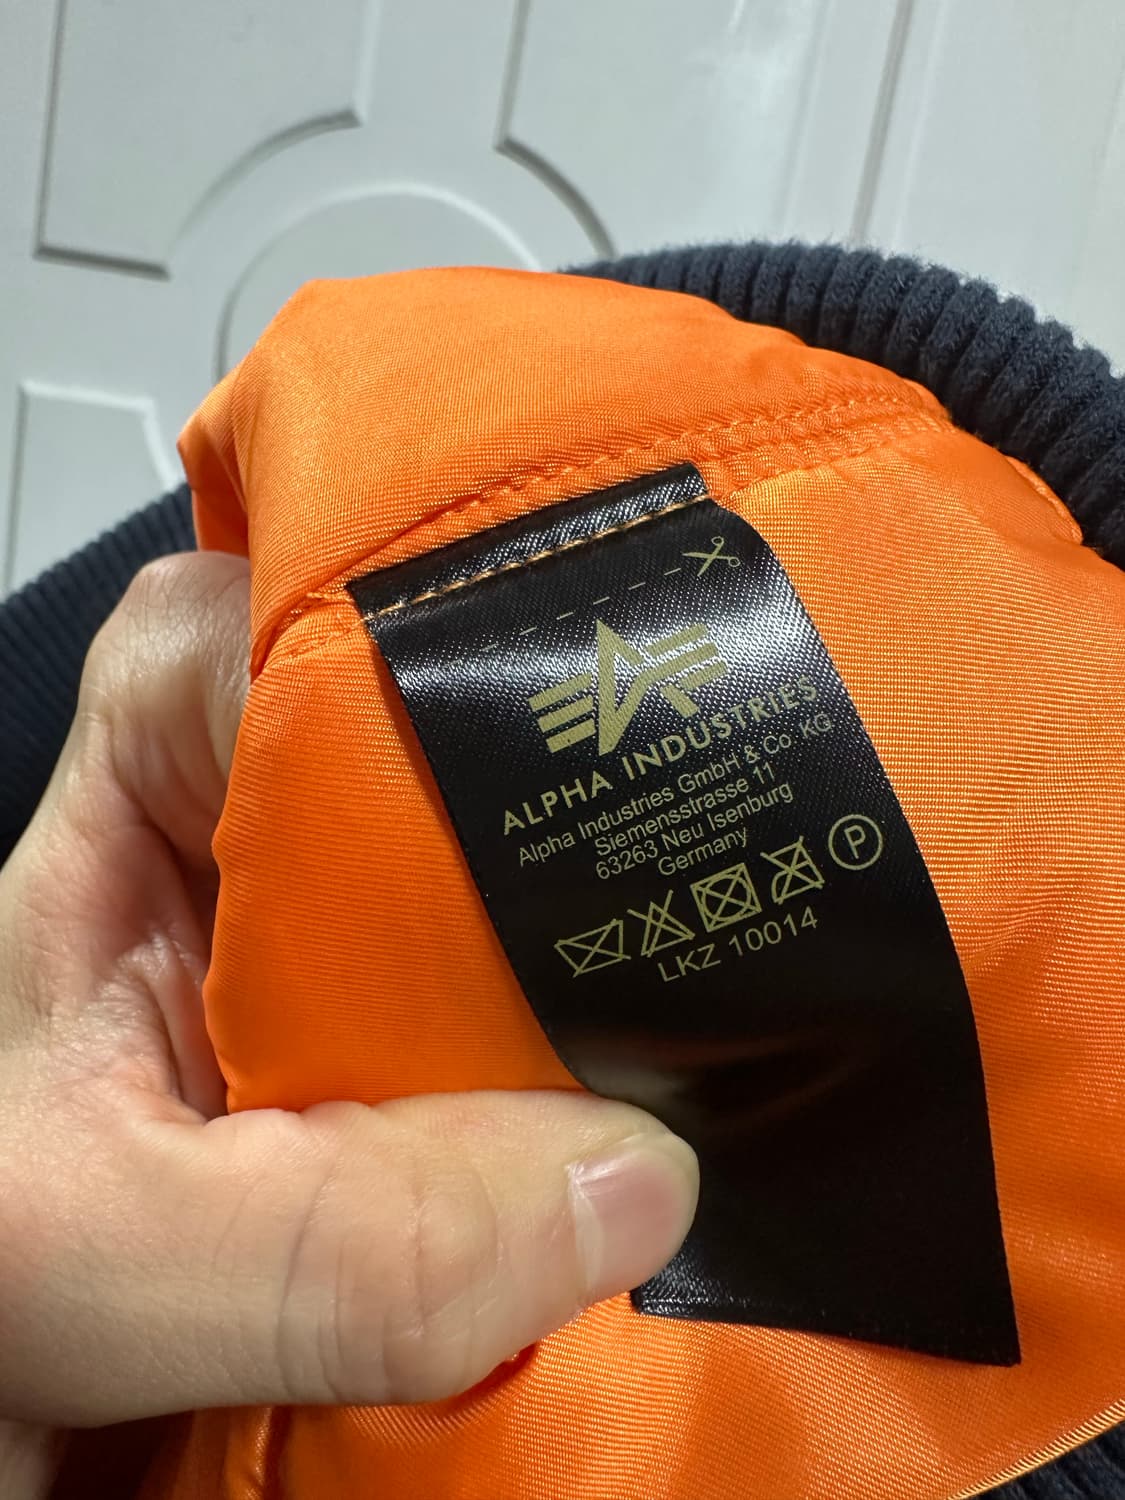 ALPHA INDUSTRIES
Alpha Industries GmbH & Co. KG
Siemensstrasse 11
63263 Neu Isenburg
Germany
P
LKZ 10014